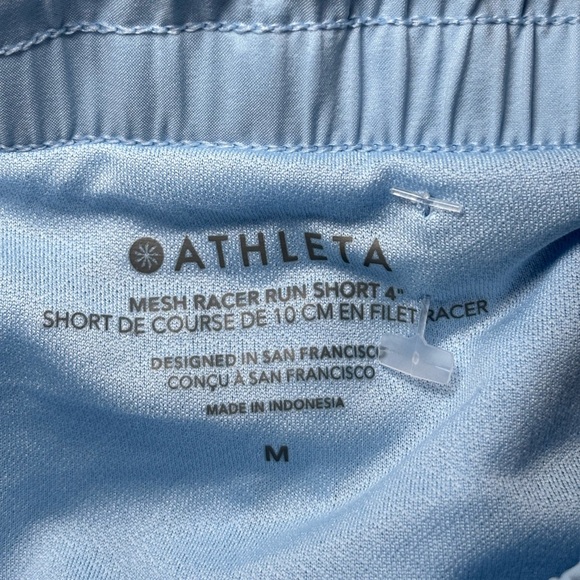 ATHLETA
MESH RACER RUN SHORT 4"
SHORT DE COURSE DE 10 CM EN FILET RACER
DESIGNED IN SAN FRANCISCO
CONÇU À SAN FRANCISCO
MADE IN INDONESIA
M